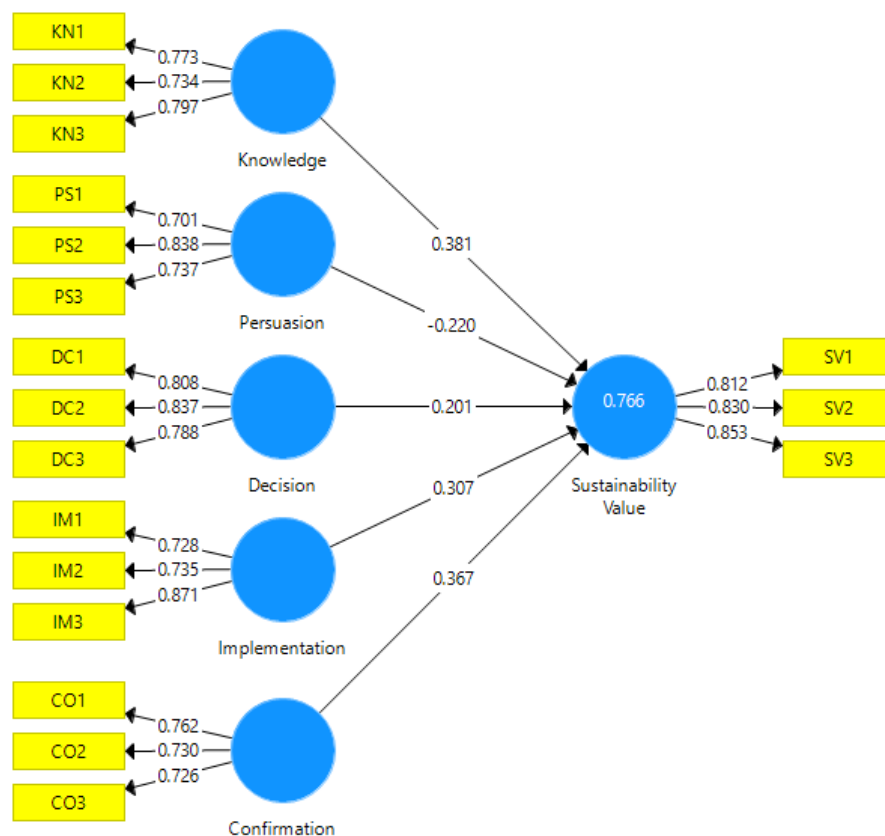 KN1
0.773
KN2
0.734
KN3
0.797
Knowledge
0.381
PS1
0.701
PS2
0.838
PS3
0.737
Persuasion
-0.220
DC1
0.808
DC2
0.837
DC3
0.788
Decision
0.201
IM1
0.728
IM2
0.735
IM3
0.871
Implementation
0.307
CO1
0.762
CO2
0.730
CO3
0.726
Confirmation
0.367
0.766
Sustainability
Value
0.812
SV1
0.830
SV2
0.853
SV3